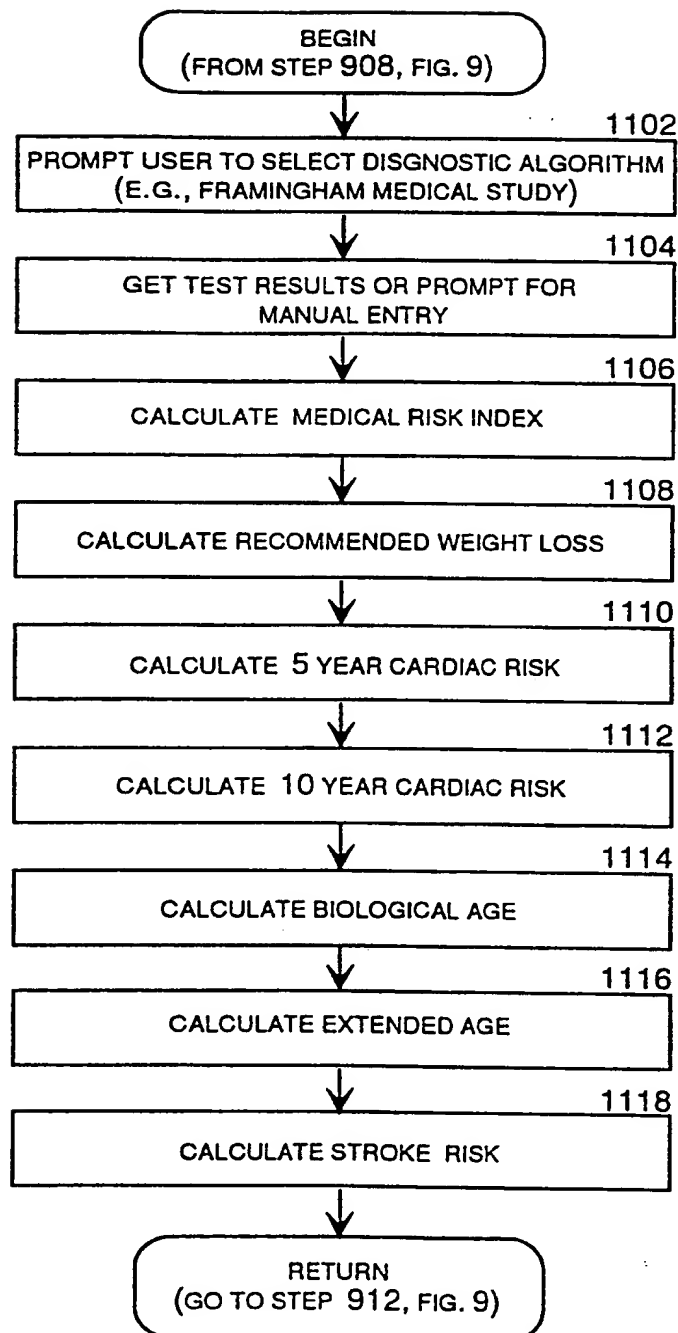 BEGIN
(FROM STEP 908, FIG. 9)
1102
PROMPT USER TO SELECT DISGNOSTIC ALGORITHM
(E.G., FRAMINGHAM MEDICAL STUDY)
1104
GET TEST RESULTS OR PROMPT FOR
MANUAL ENTRY
1106
CALCULATE MEDICAL RISK INDEX
1108
CALCULATE RECOMMENDED WEIGHT LOSS
1110
CALCULATE 5 YEAR CARDIAC RISK
1112
CALCULATE 10 YEAR CARDIAC RISK
1114
CALCULATE BIOLOGICAL AGE
1116
CALCULATE EXTENDED AGE
1118
CALCULATE STROKE RISK
RETURN
(GO TO STEP 912, FIG. 9)